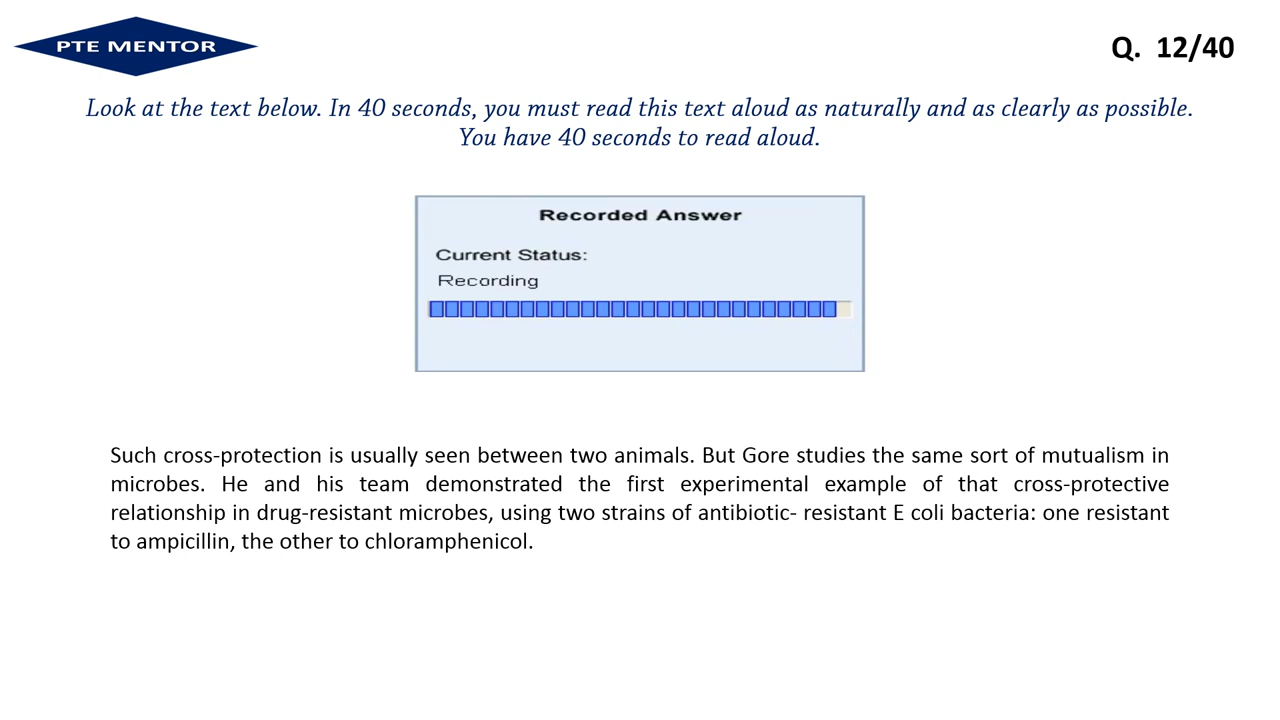 PTE MENTOR
Q. 12/40
Look at the text below. In 40 seconds, you must read this text aloud as naturally and as clearly as possible.
You have 40 seconds to read aloud.
Recorded Answer
Current Status:
Recording
Such cross-protection is usually seen between two animals. But Gore studies the same sort of mutualism in
microbes. He and his team demonstrated the first experimental example of that cross-protective
relationship in drug-resistant microbes, using two strains of antibiotic- resistant E coli bacteria: one resistant
to ampicillin, the other to chloramphenicol.